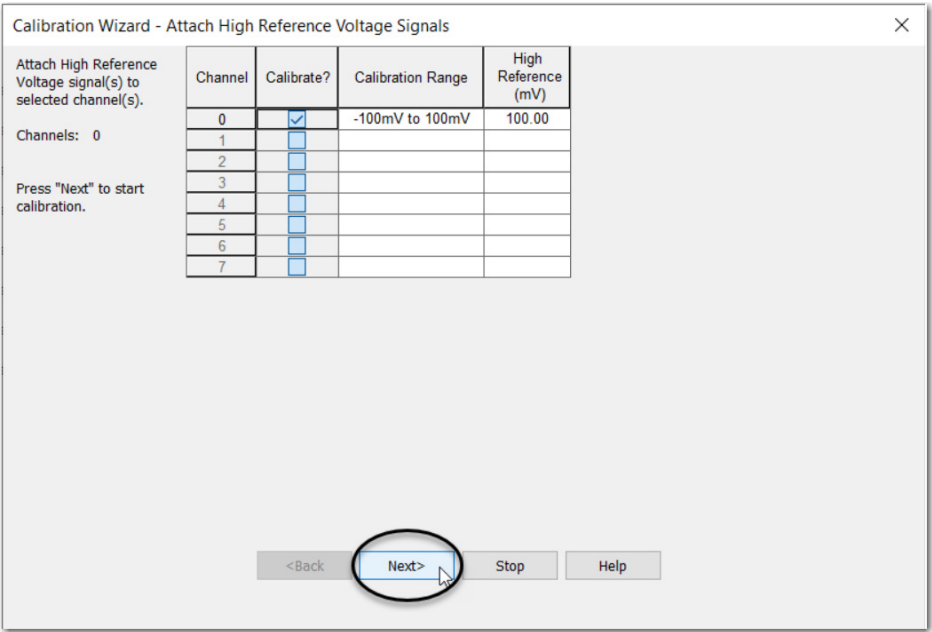 Calibration Wizard - Attach High Reference Voltage Signals
Attach High Reference
Voltage signal(s) to
selected channel(s).
Channels: 0
Press "Next" to start
calibration.
Channel Calibrate? Calibration Range High Reference (mV)
0 -100mV to 100mV 100.00
1
2
3
4
5
6
7
<Back Next> Stop Help